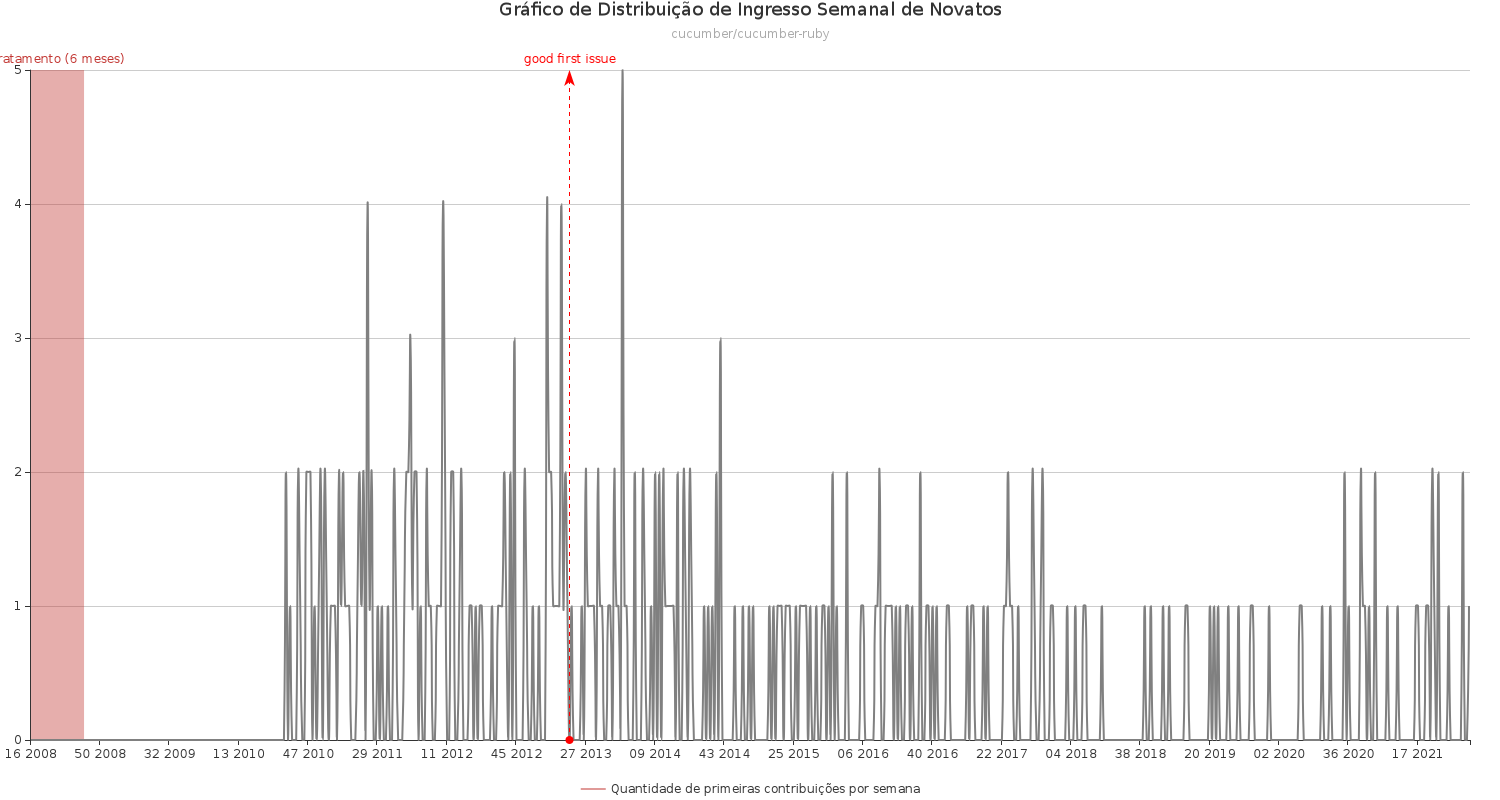 Gráfico de Distribuição de Ingresso Semanal de Novatos
cucumber/cucumber-ruby
ratamento (6 meses)
good first issue
5
4
3
2
1
0
16 2008 50 2008 32 2009 13 2010 47 2010 29 2011 11 2012 45 2012 27 2013 09 2014 43 2014 25 2015 06 2016 40 2016 22 2017 04 2018 38 2018 20 2019 02 2020 36 2020 17 2021
Quantidade de primeiras contribuições por semana